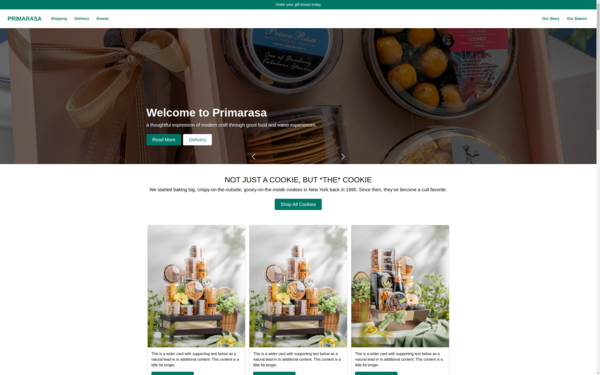 Order your gift boxes today
PRIMARASA Shipping Delivery Events Our Story Our Bakers
Welcome to Primarasa
a thoughtful expression of modern craft through good food and warm experiences.
Read More Delivery
NOT JUST A COOKIE, BUT *THE* COOKIE
We started baking big, crispy-on-the-outside, gooey-on-the-inside cookies in New York back in 1995. Since then, they've become a cult favorite.
Shop All Cookies
This is a wider card with supporting text below as a
natural lead-in to additional content. This content is a
little bit longer.
This is a wider card with supporting text below as a
natural lead-in to additional content. This content is a
little bit longer.
This is a wider card with supporting text below as a
natural lead-in to additional content. This content is a
little bit longer.